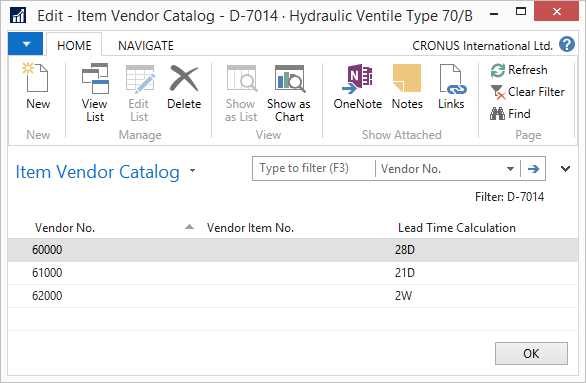 Edit - Item Vendor Catalog - D-7014 · Hydraulic Ventile Type 70/B
HOME NAVIGATE CRONUS International Ltd. ?
New
View List
Edit List
Delete
Show as List
Show as Chart
OneNote
Notes
Links
Refresh
Clear Filter
Find
New Manage View Show Attached Page
Item Vendor Catalog
Type to filter (F3) Vendor No.
Filter: D-7014
Vendor No. Vendor Item No. Lead Time Calculation
60000 28D
61000 21D
62000 2W
OK